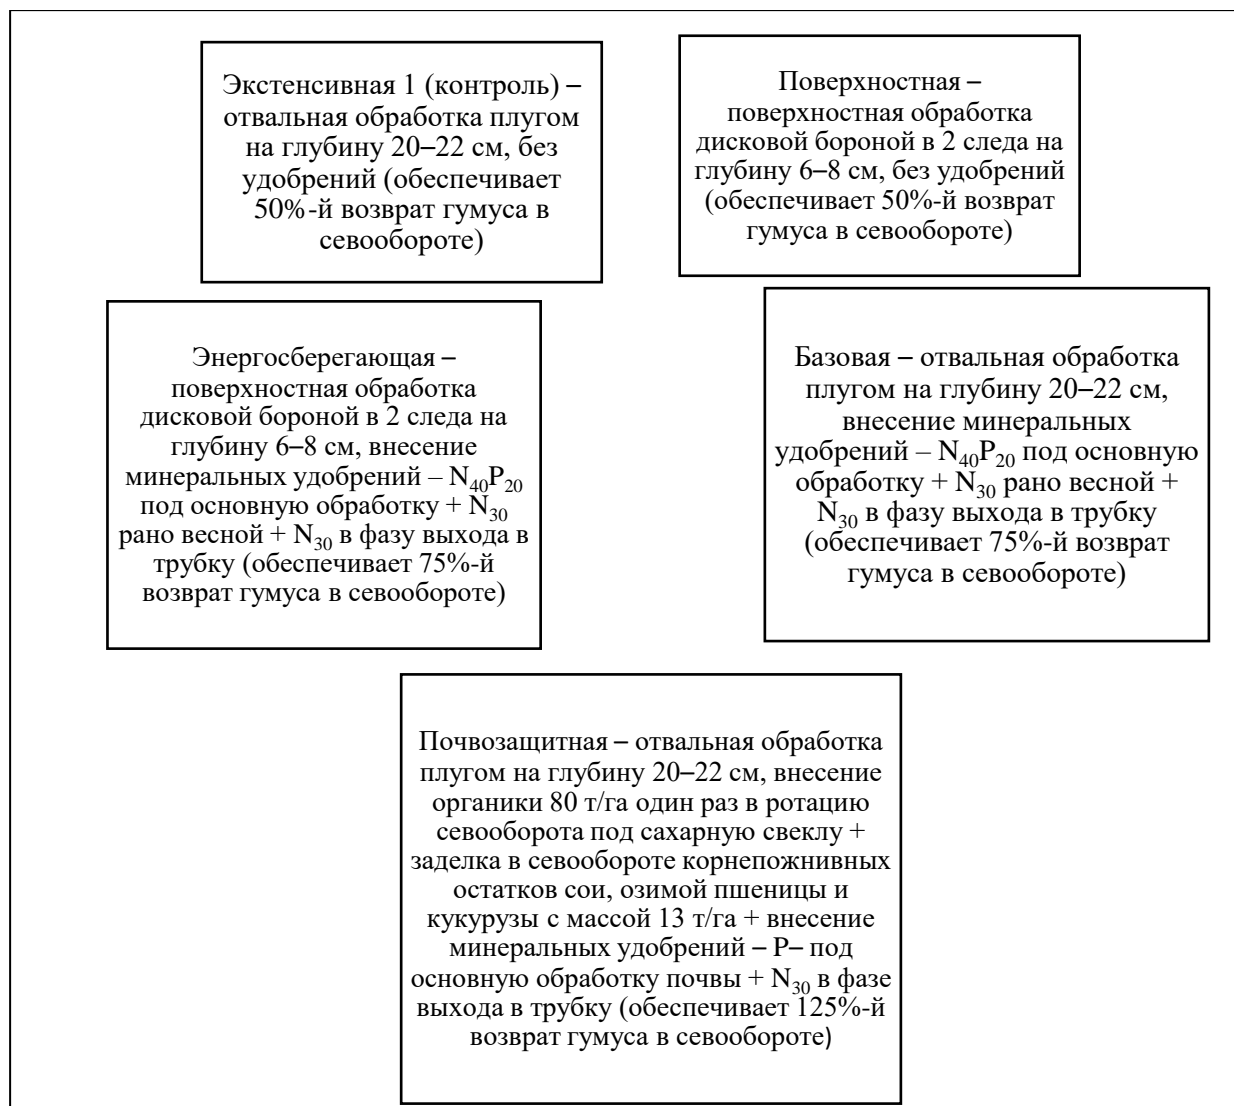 Экстенсивная 1 (контроль) –
отвальная обработка плугом
на глубину 20–22 см, без
удобрений (обеспечивает
50%-й возврат гумуса в
севообороте)
Поверхностная –
поверхностная обработка
дисковой бороной в 2 следа на
глубину 6–8 см, без удобрений
(обеспечивает 50%-й возврат
гумуса в севообороте)
Энергосберегающая –
поверхностная обработка
дисковой бороной в 2 следа на
глубину 6–8 см, внесение
минеральных удобрений – N₄₀P₂₀
под основную обработку + N₃₀
рано весной + N₃₀ в фазу выхода в
трубку (обеспечивает 75%-й
возврат гумуса в севообороте)
Базовая – отвальная обработка
плугом на глубину 20–22 см,
внесение минеральных
удобрений – N₄₀P₂₀ под основную
обработку + N₃₀ рано весной +
N₃₀ в фазу выхода в трубку
(обеспечивает 75%-й возврат
гумуса в севообороте)
Почвозащитная – отвальная обработка
плугом на глубину 20–22 см, внесение
органики 80 т/га один раз в ротацию
севооборота под сахарную свеклу +
заделка в севообороте корнепожнивных
остатков сои, озимой пшеницы и
кукурузы с массой 13 т/га + внесение
минеральных удобрений – P– под
основную обработку почвы + N₃₀ в фазе
выхода в трубку (обеспечивает 125%-й
возврат гумуса в севообороте)